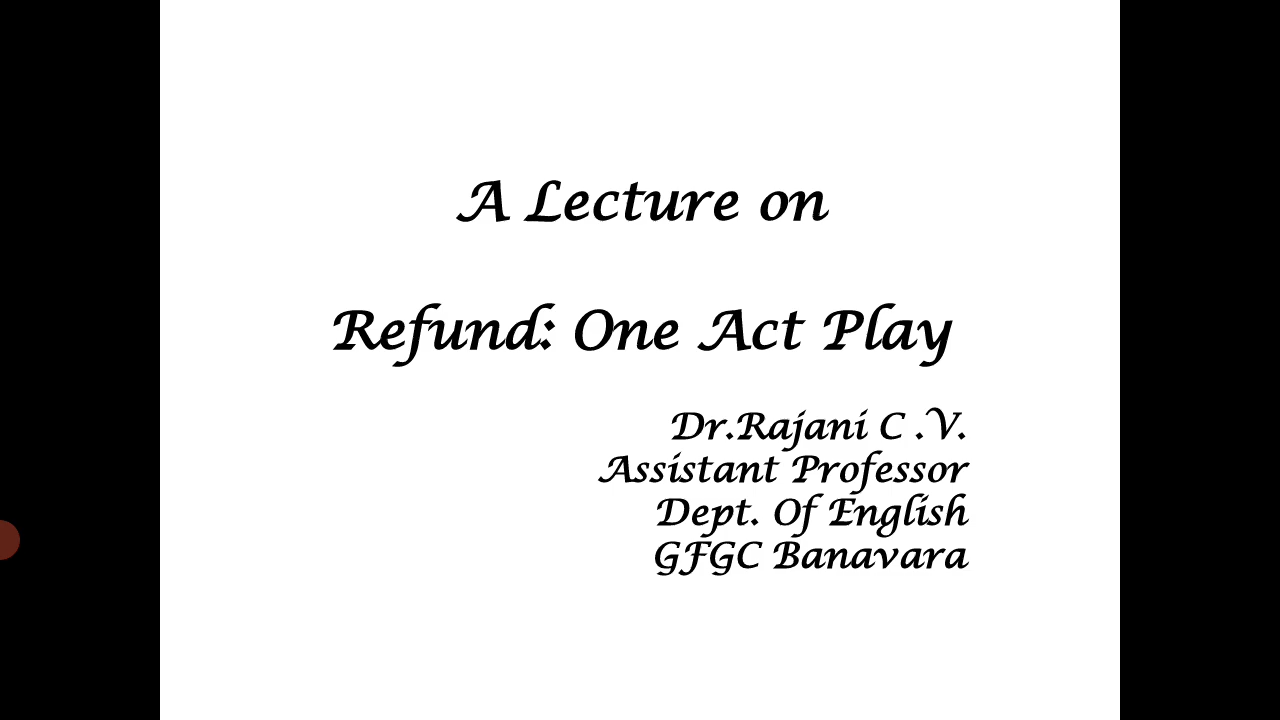 A Lecture on
Refund: One Act Play
Dr.Rajani C .V.
Assistant Professor
Dept. Of English
GFGC Banavara